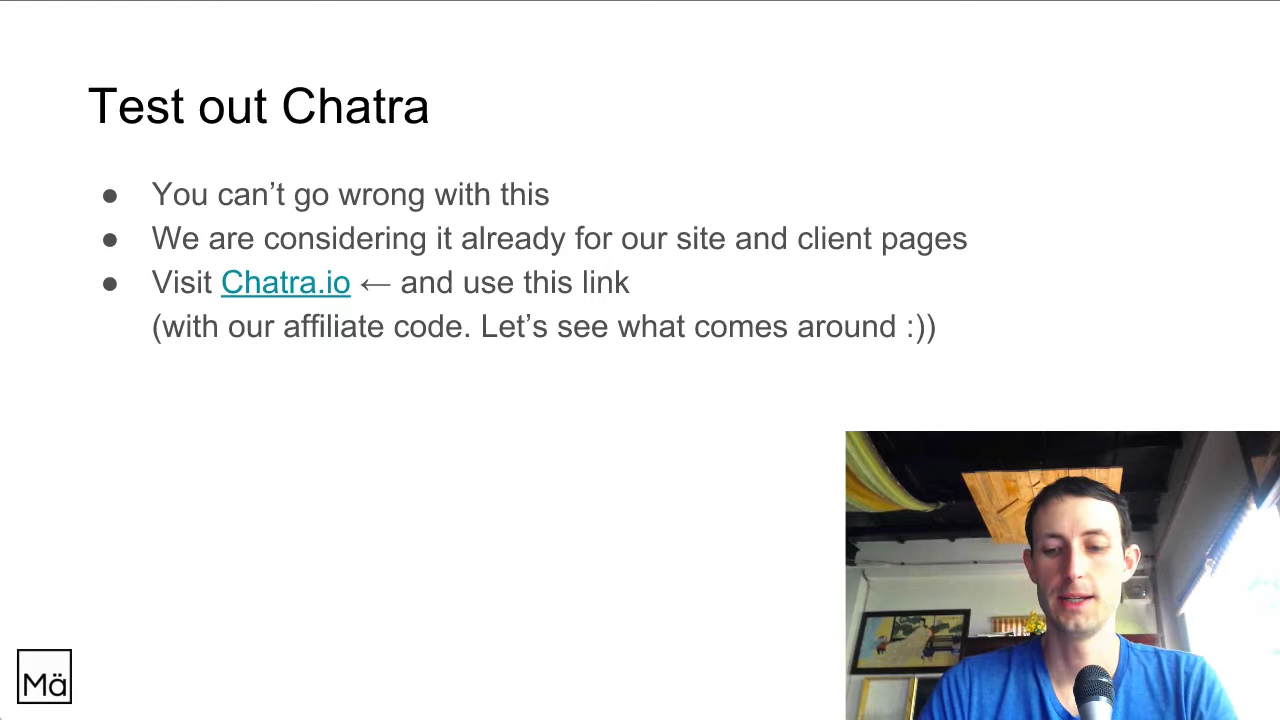 Test out Chatra
● You can’t go wrong with this
● We are considering it already for our site and client pages
● Visit Chatra.io ← and use this link
(with our affiliate code. Let’s see what comes around :))
Mä